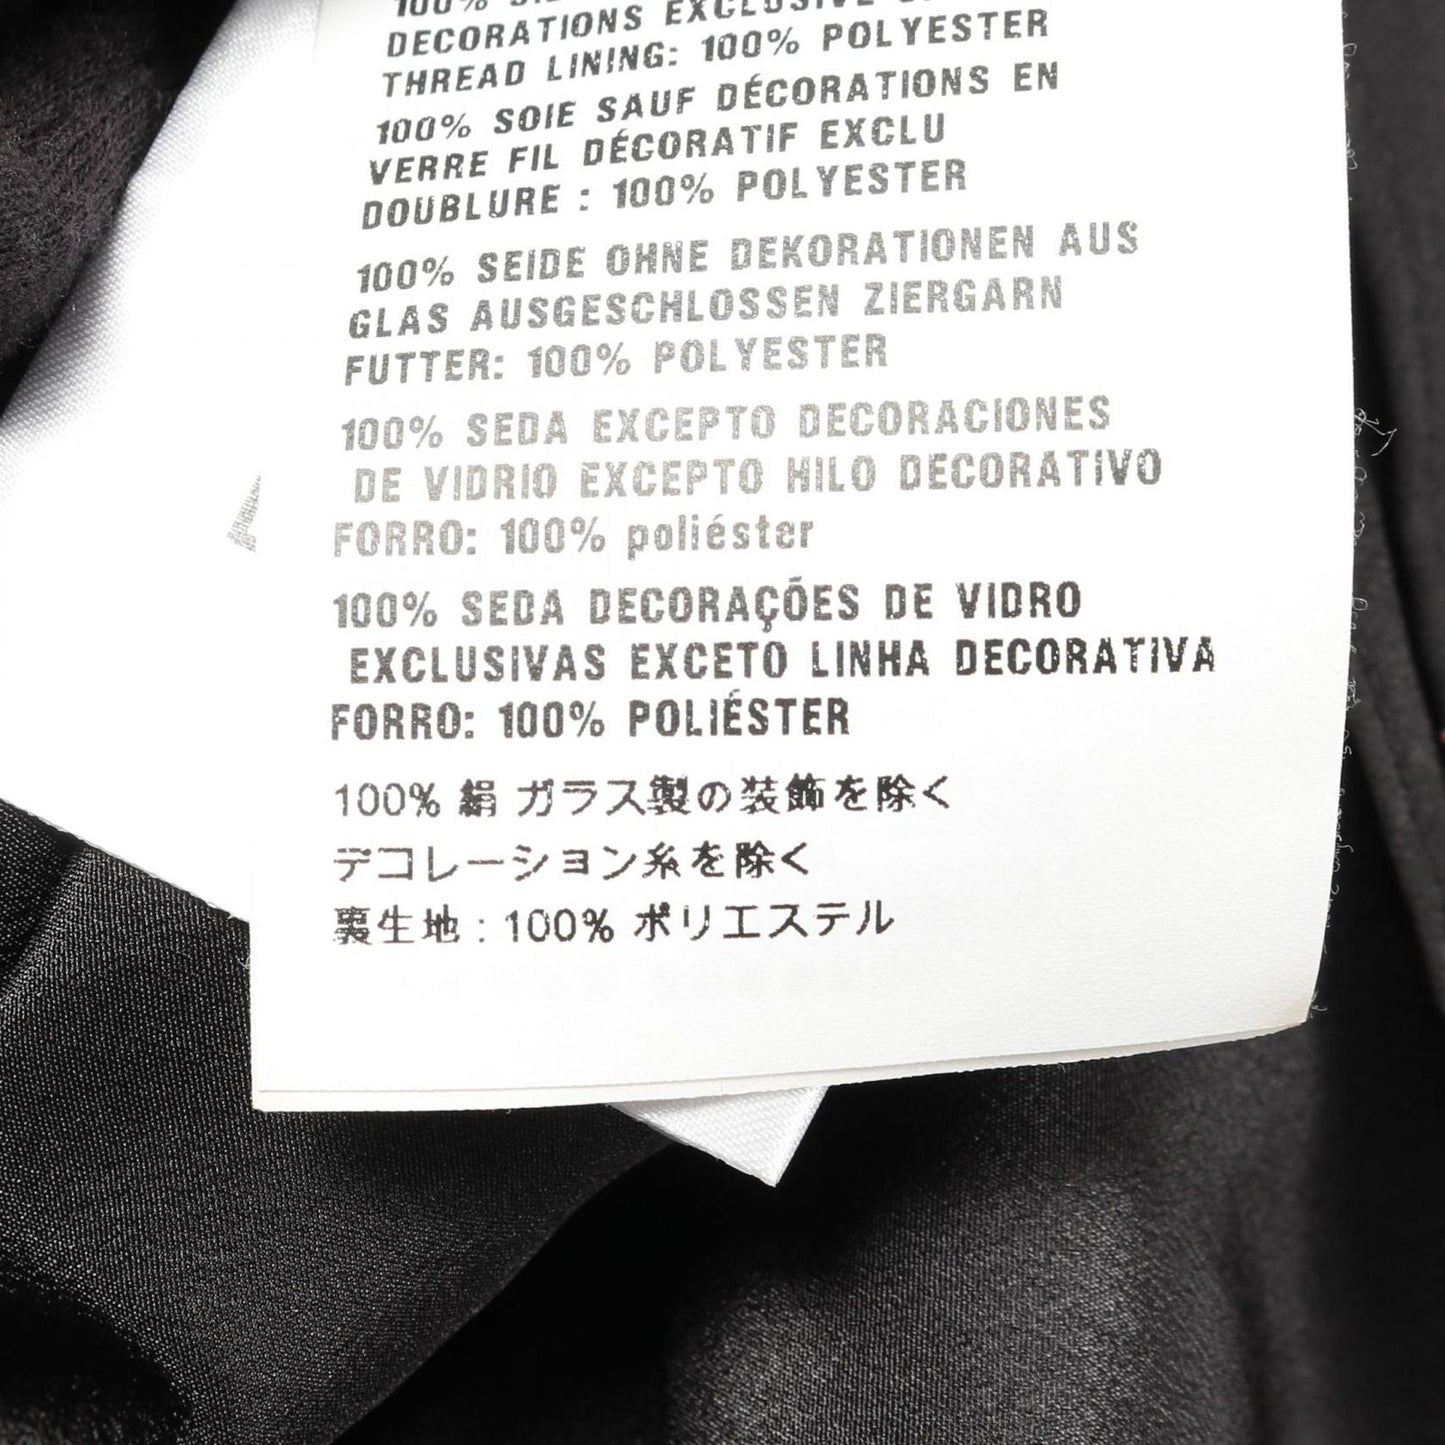 100%
DECORATIONS EXCLUSIVE
THREAD LINING: 100% POLYESTER
100% SOIE SAUF DÉCORATIONS EN
VERRE FIL DÉCORATIF EXCLU
DOUBLURE : 100% POLYESTER
100% SEIDE OHNE DEKORATIONEN AUS
GLAS AUSGESCHLOSSEN ZIERGARN
FUTTER: 100% POLYESTER
100% SEDA EXCEPTO DECORACIONES
DE VIDRIO EXCEPTO HILO DECORATIVO
FORRO: 100% poliéster
100% SEDA DECORAÇÕES DE VIDRO
EXCLUSIVAS EXCETO LINHA DECORATIVA
FORRO: 100% POLIÉSTER
100% 絹 ガラス製の装飾を除く
デコレーション糸を除く
裏生地 : 100% ポリエステル